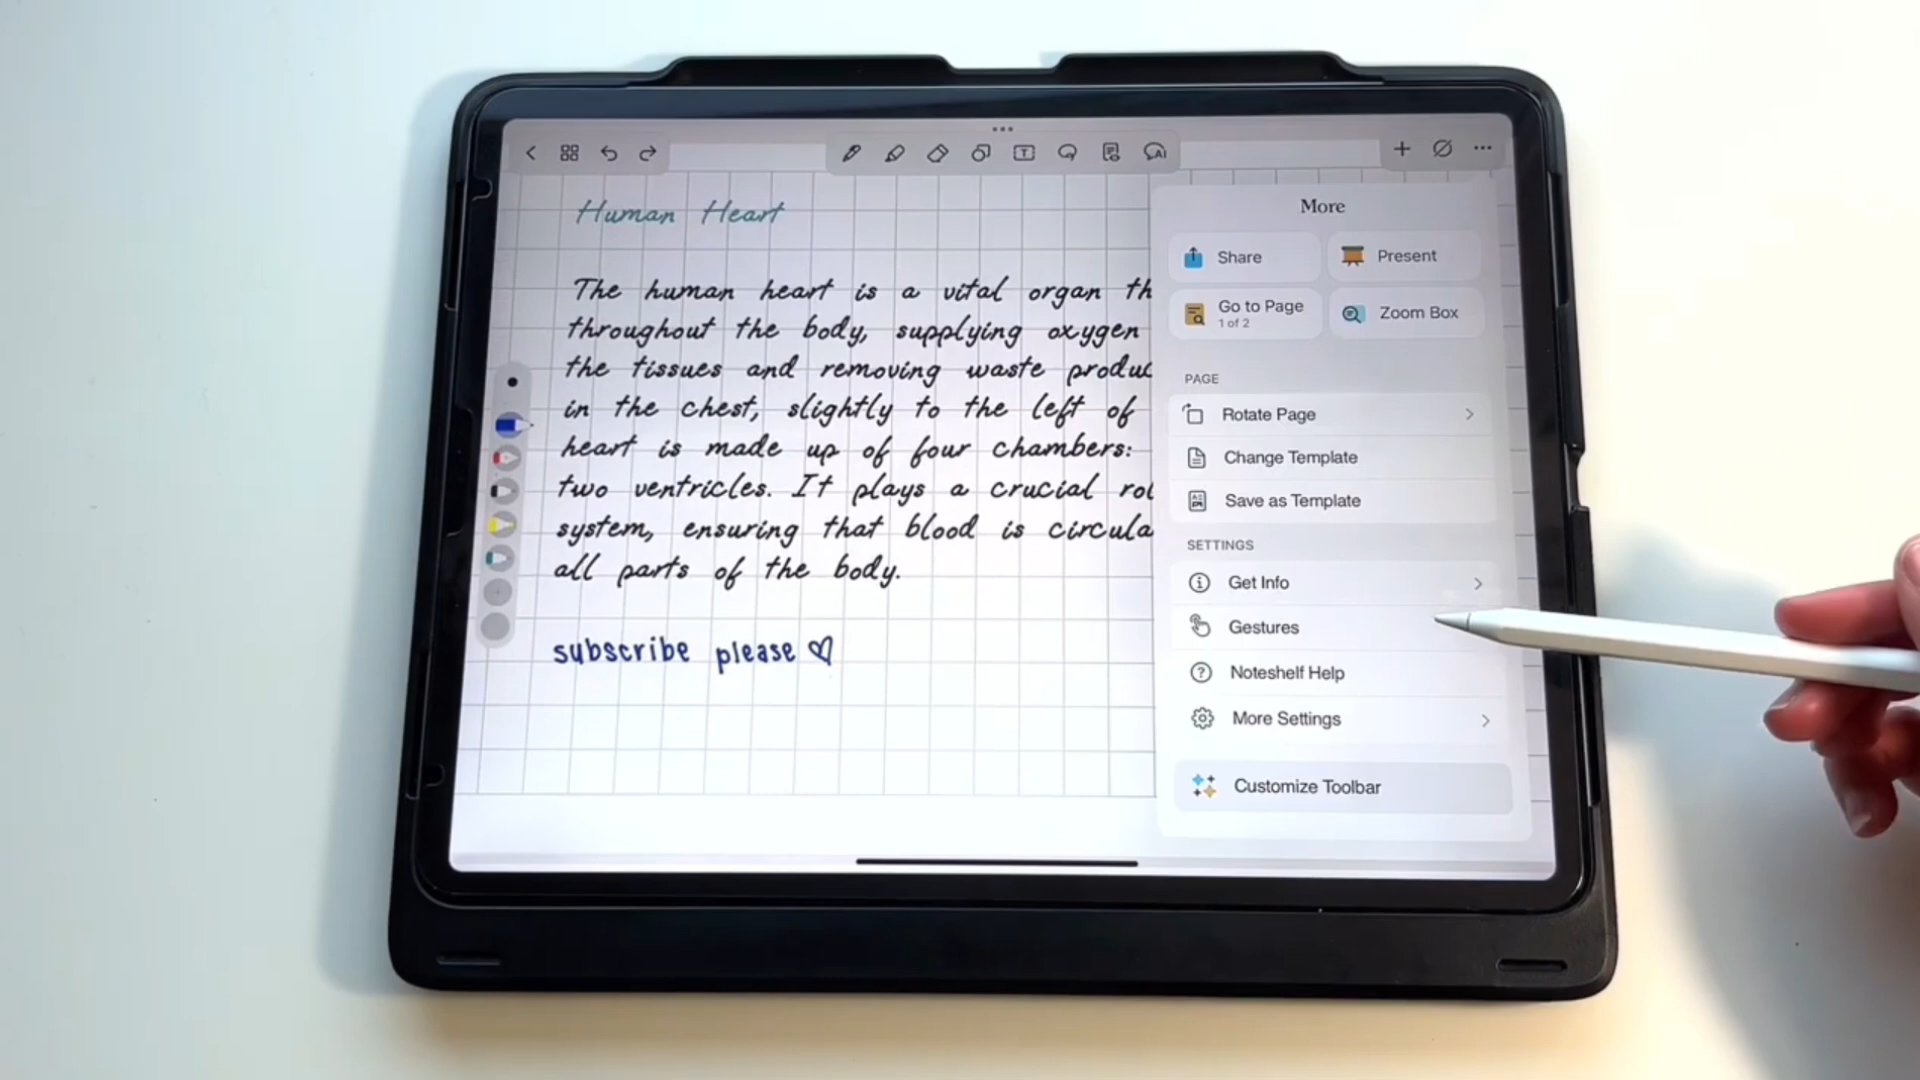 Human Heart
The human heart is a vital organ th
throughout the body, supplying oxygen
the tissues and removing waste produc
in the chest, slightly to the left of
heart is made up of four chambers:
two ventricles. It plays a crucial rol
system, ensuring that blood is circula
all parts of the body.
subscribe please
T
AI
More
Share
Present
Go to Page
1 of 2
Zoom Box
PAGE
Rotate Page
Change Template
Save as Template
SETTINGS
Get Info
Gestures
Noteshelf Help
More Settings
Customize Toolbar